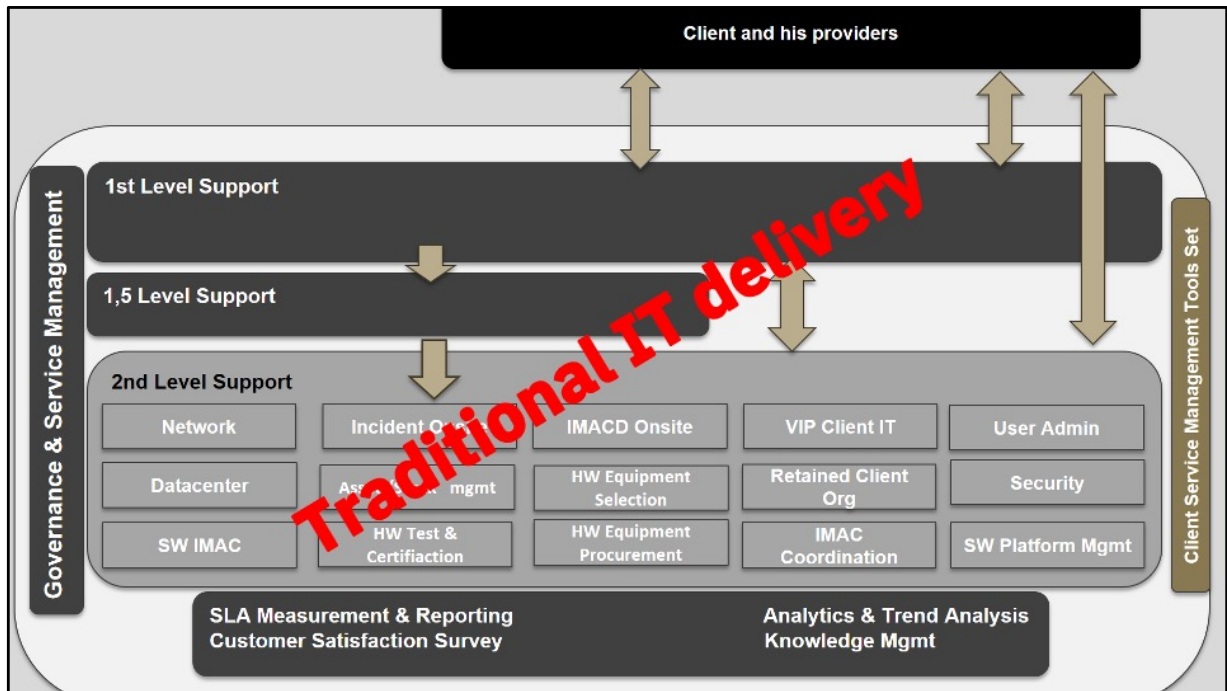 Client and his providers
1st Level Support
1,5 Level Support
2nd Level Support
Network
Incident
IMACD Onsite
VIP Client IT
User Admin
Datacenter
mgmt
HW Equipment
Selection
Retained Client
Org
Security
SW IMAC
HW Test &
Certifiaction
HW Equipment
Procurement
IMAC
Coordination
SW Platform Mgmt
SLA Measurement & Reporting
Customer Satisfaction Survey
Analytics & Trend Analysis
Knowledge Mgmt
Governance & Service Management
Client Service Management Tools Set
Traditional IT delivery